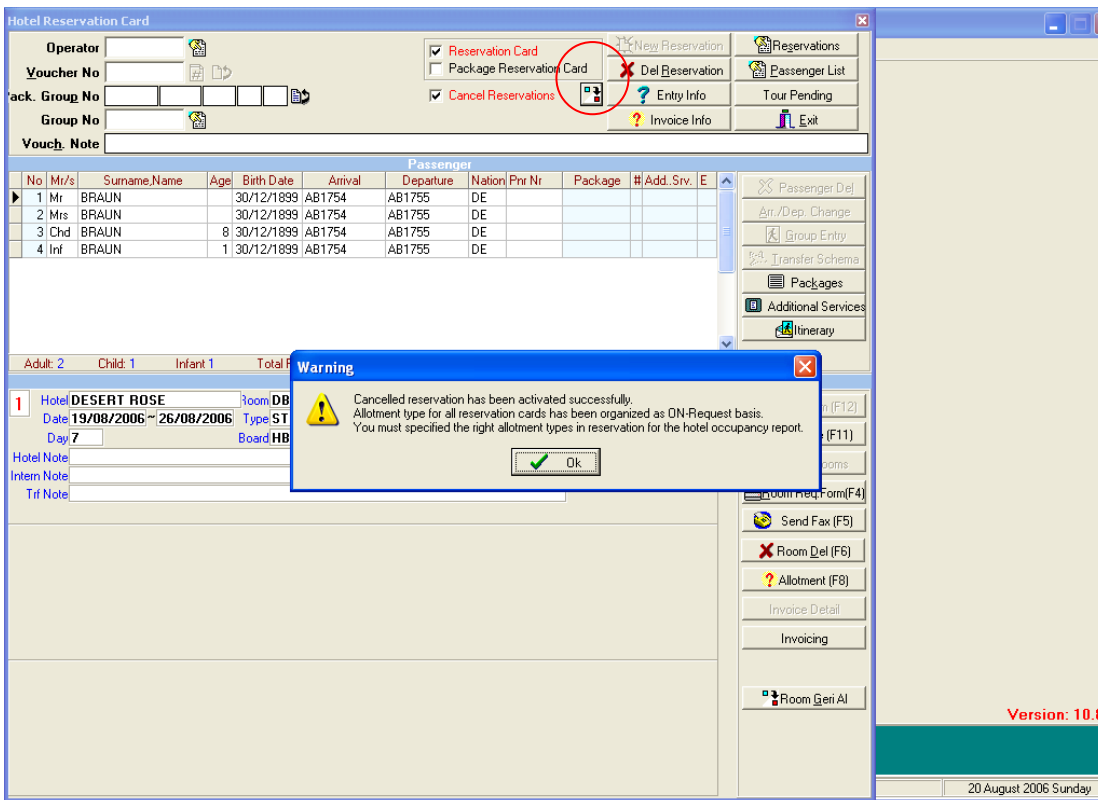 Hotel Reservation Card
Operator
Reservation Card
New Reservation
Reservations
Voucher No
Package Reservation Card
Del Reservation
Passenger List
ack. Group No
Cancel Reservations
Entry Info
Tour Pending
Group No
Invoice Info
Exit
Vouch. Note
Passenger
No Mr/s Surname,Name Age Birth Date Arrival Departure Nation Pnr Nr Package # Add..Srv. E
1 Mr BRAUN 30/12/1899 AB1754 AB1755 DE
2 Mrs BRAUN 30/12/1899 AB1754 AB1755 DE
3 Chd BRAUN 8 30/12/1899 AB1754 AB1755 DE
4 Inf BRAUN 1 30/12/1899 AB1754 AB1755 DE
Passenger Del
Arr./Dep. Change
Group Entry
Transfer Schema
Packages
Additional Services
Itinerary
Adult: 2 Child: 1 Infant 1 Total
Warning
Cancelled reservation has been activated successfully.
Allotment type for all reservation cards has been organized as ON-Request basis.
You must specified the right allotment types in reservation for the hotel occupancy report.
Ok
1
Hotel DESERT ROSE Room DB
Date 19/08/2006 ~ 26/08/2006 Type ST
Day 7 Board HB
Hotel Note
Intern Note
Trf Note
(F12)
(F11)
ooms
Room Req.Form(F4)
Send Fax (F5)
Room Del (F6)
Allotment (F8)
Invoice Detail
Invoicing
Room Geri Al
Version: 10.8
20 August 2006 Sunday